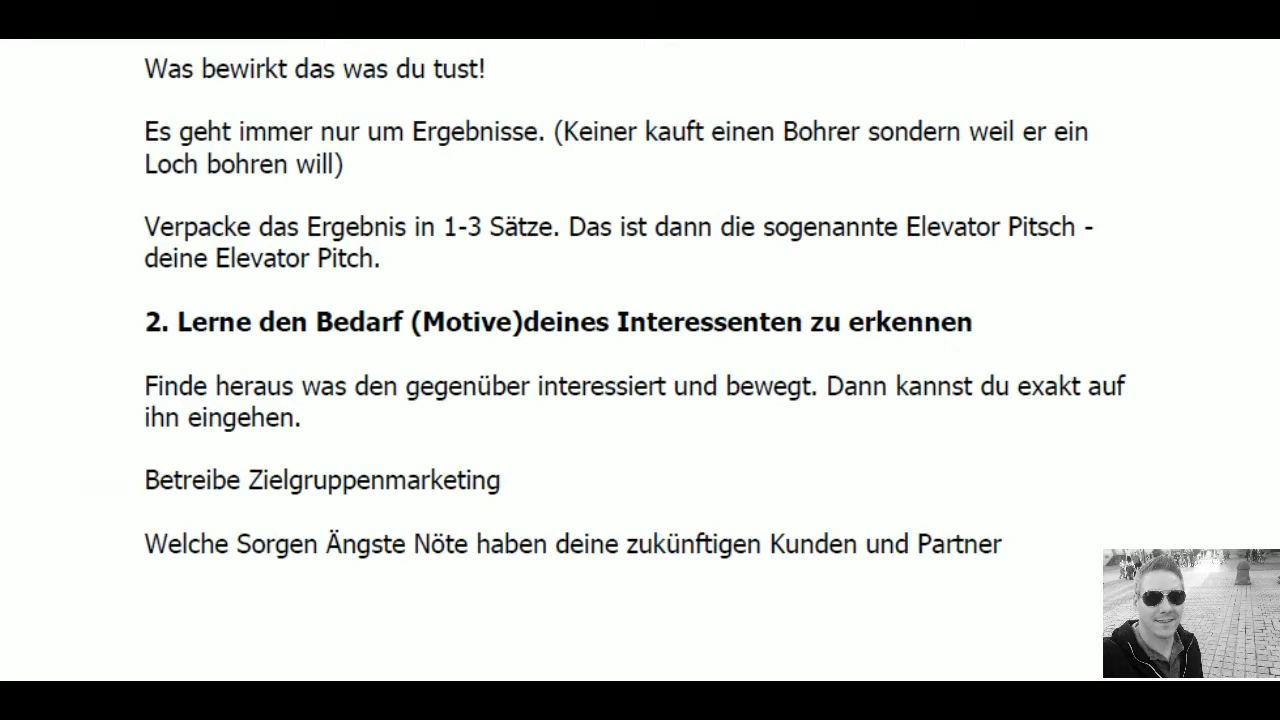 Was bewirkt das was du tust!
Es geht immer nur um Ergebnisse. (Keiner kauft einen Bohrer sondern weil er ein
Loch bohren will)
Verpacke das Ergebnis in 1-3 Sätze. Das ist dann die sogenannte Elevator Pitsch -
deine Elevator Pitch.
2. Lerne den Bedarf (Motive)deines Interessenten zu erkennen
Finde heraus was den gegenüber interessiert und bewegt. Dann kannst du exakt auf
ihn eingehen.
Betreibe Zielgruppenmarketing
Welche Sorgen Ängste Nöte haben deine zukünftigen Kunden und Partner